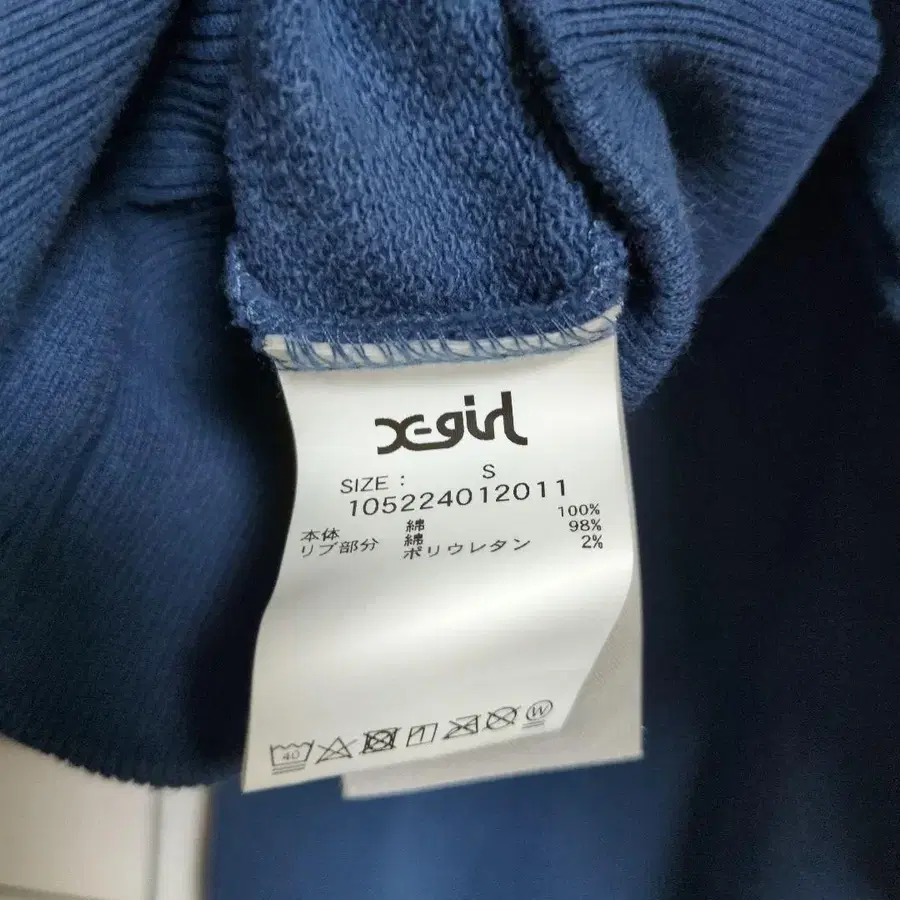 X-girl
SIZE : S
105224012011
本体 綿 100%
リブ部分 綿 98%
ポリウレタン 2%
40 W